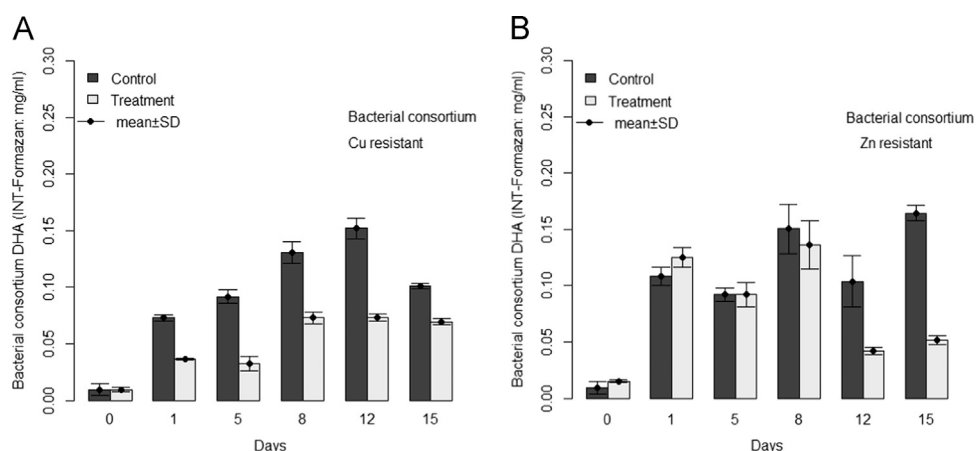 A
Bacterial consortium DHA (INT-Formazan: mg/ml)
0.30
0.25
0.20
0.15
0.10
0.05
0.00
Control
Treatment
mean±SD
Bacterial consortium
Cu resistant
0 1 5 8 12 15
Days
B
Bacterial consortium DHA (INT-Formazan: mg/ml)
0.30
0.25
0.20
0.15
0.10
0.05
0.00
Control
Treatment
mean±SD
Bacterial consortium
Zn resistant
0 1 5 8 12 15
Days